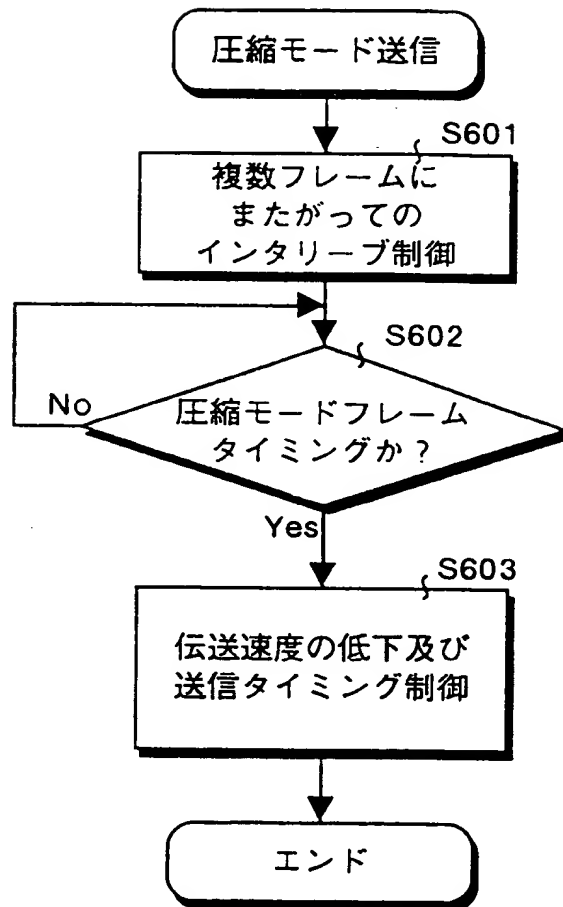 圧縮モード送信
S601
複数フレームに
またがっての
インタリーブ制御
S602
圧縮モードフレーム
タイミングか?
No
Yes
S603
伝送速度の低下及び
送信タイミング制御
エンド